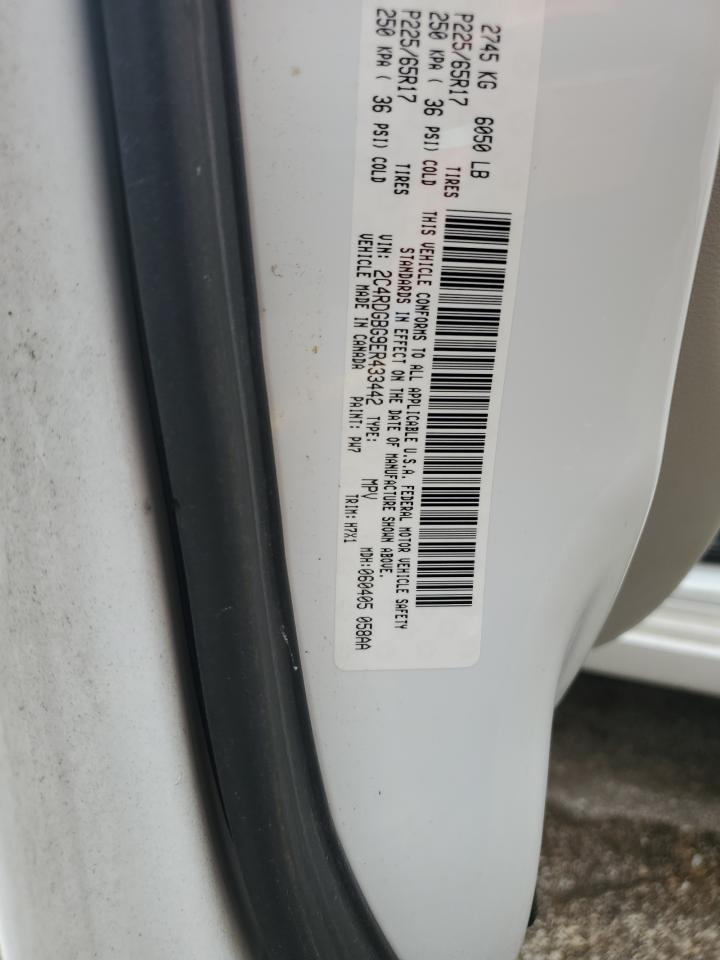 2745 KG 6050 LB
P225/65R17 TIRES
250 KPA ( 36 PSI) COLD
P225/65R17 TIRES
250 KPA ( 36 PSI) COLD
THIS VEHICLE CONFORMS TO ALL APPLICABLE U.S.A. FEDERAL MOTOR VEHICLE SAFETY
STANDARDS IN EFFECT ON THE DATE OF MANUFACTURE SHOWN ABOVE.
VIN: 2C4RDGBG9ER433442 TYPE: MPV MDH:060405 058AA
VEHICLE MADE IN CANADA PAINT: PW7 TRIM: H7X1